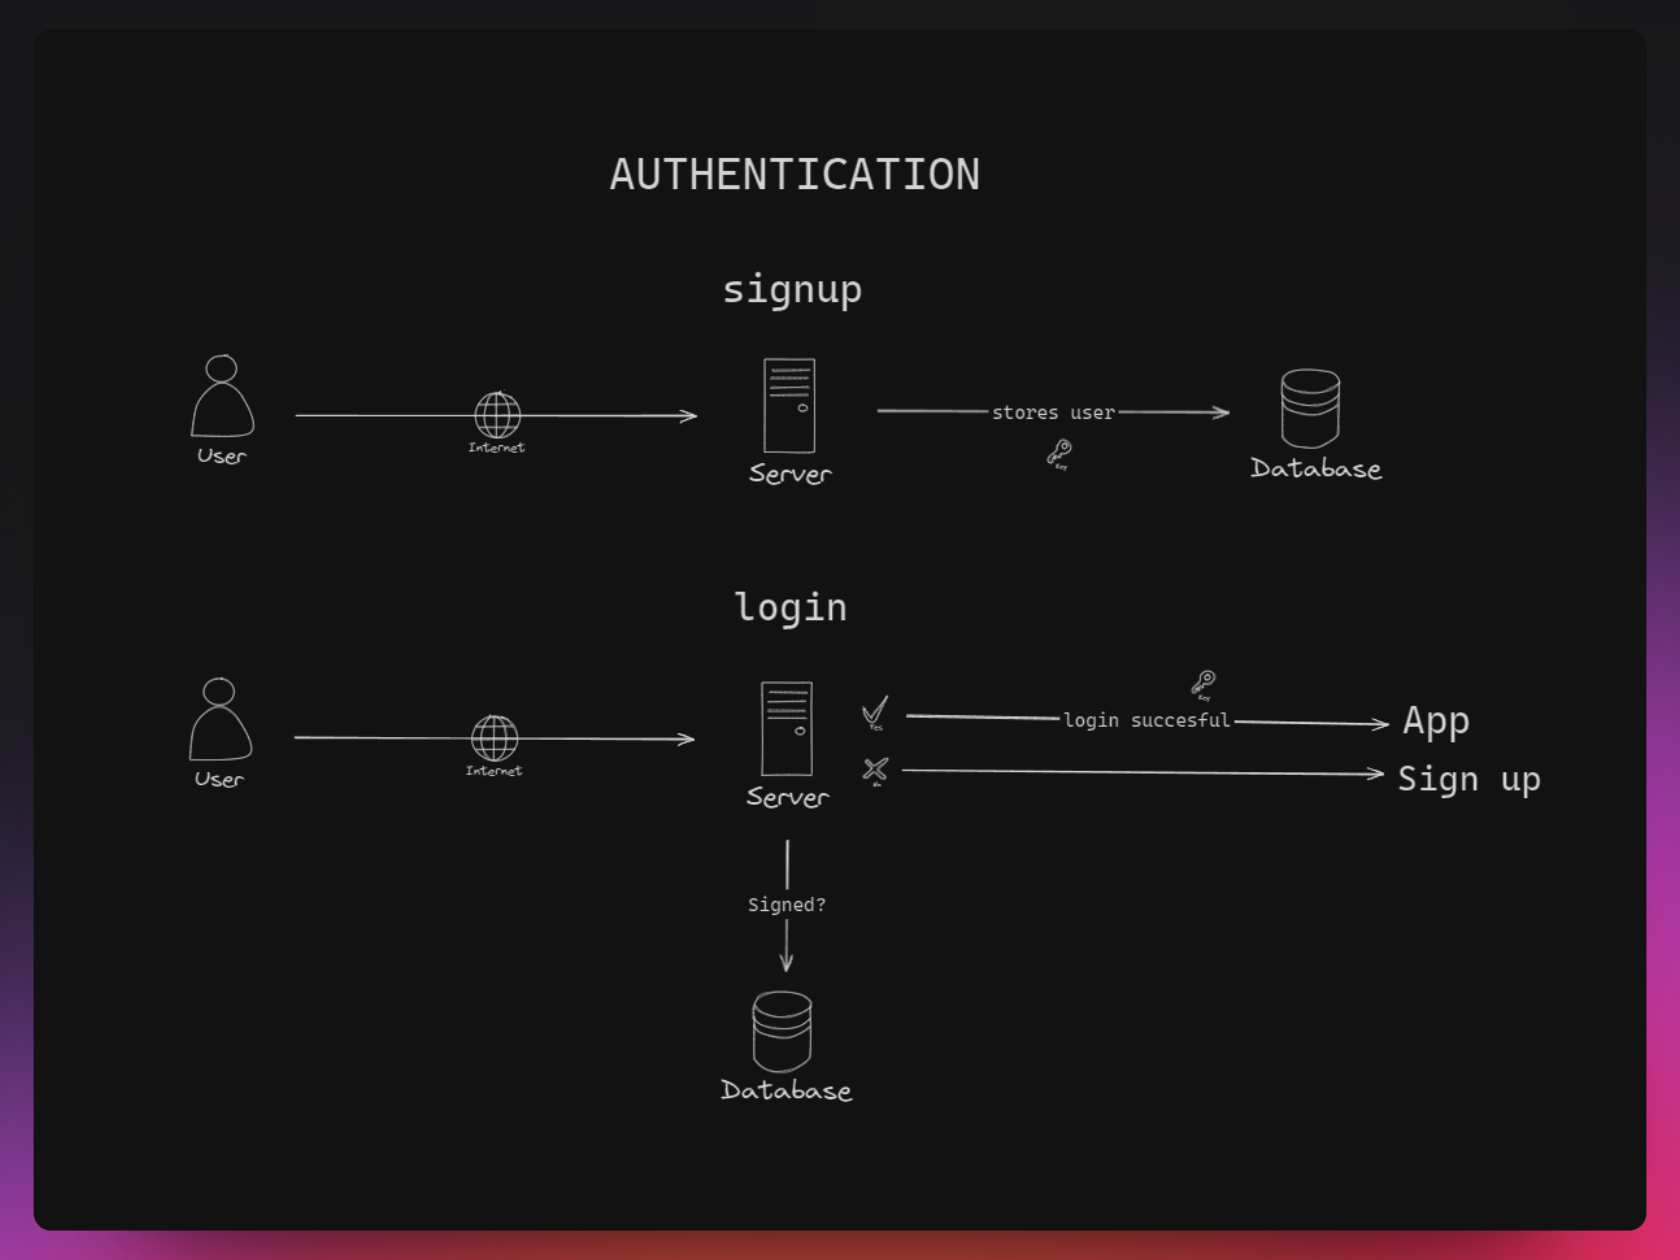 AUTHENTICATION
signup
User
Internet
Server
stores user
Key
Database
login
User
Internet
Server
Yes
No
login succesful
Key
App
Sign up
Signed?
Database